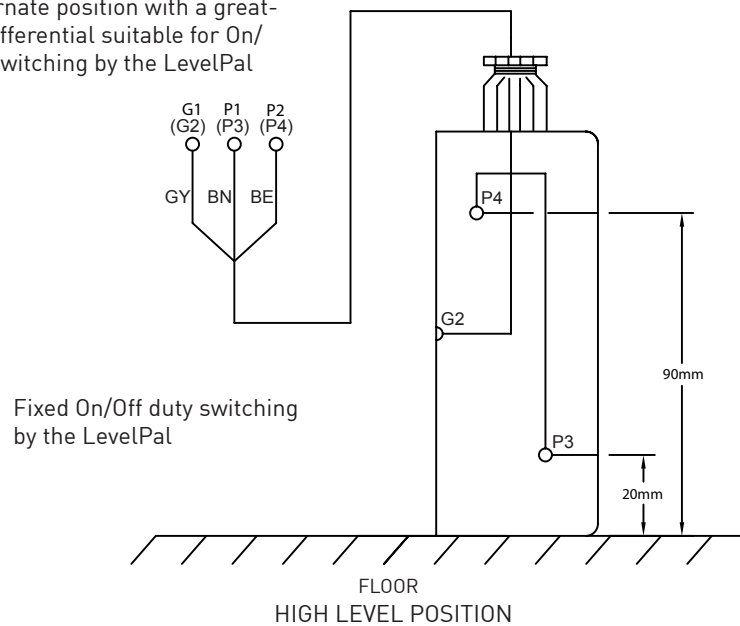 rnate position with a great-
fferential suitable for On/
witching by the LevelPal
G1 P1 P2
(G2) (P3) (P4)
GY BN BE
P4
G2
90mm
Fixed On/Off duty switching
by the LevelPal
P3
20mm
FLOOR
HIGH LEVEL POSITION